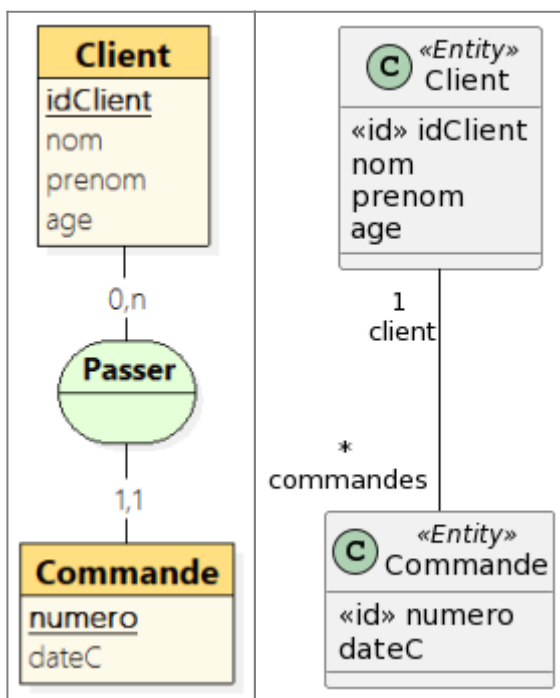 Client
idClient
nom
prenom
age
0,n
Passer
1,1
Commande
numero
dateC
C
«Entity»
Client
«id» idClient
nom
prenom
age
1
client
*
commandes
C
«Entity»
Commande
«id» numero
dateC